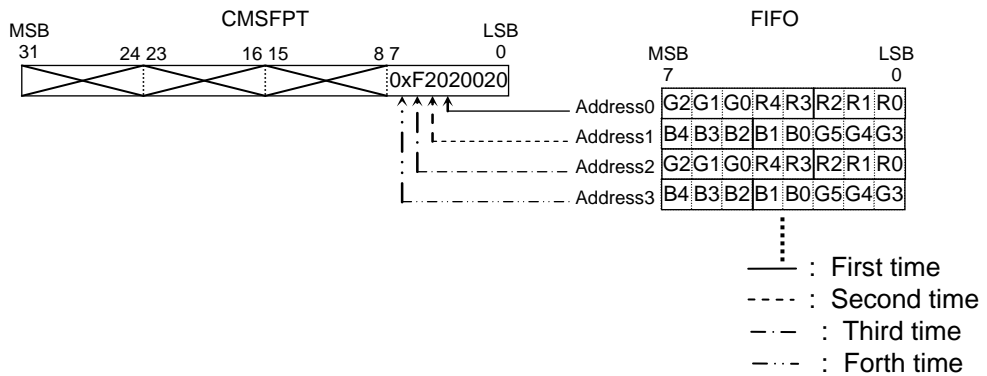 CMSFPT
FIFO
MSB
LSB
31
24 23
16 15
8 7
0
0xF2020020
MSB
LSB
7
0
Address0
G2 G1 G0 R4 R3 R2 R1 R0
Address1
B4 B3 B2 B1 B0 G5 G4 G3
Address2
G2 G1 G0 R4 R3 R2 R1 R0
Address3
B4 B3 B2 B1 B0 G5 G4 G3
: First time
: Second time
: Third time
: Forth time